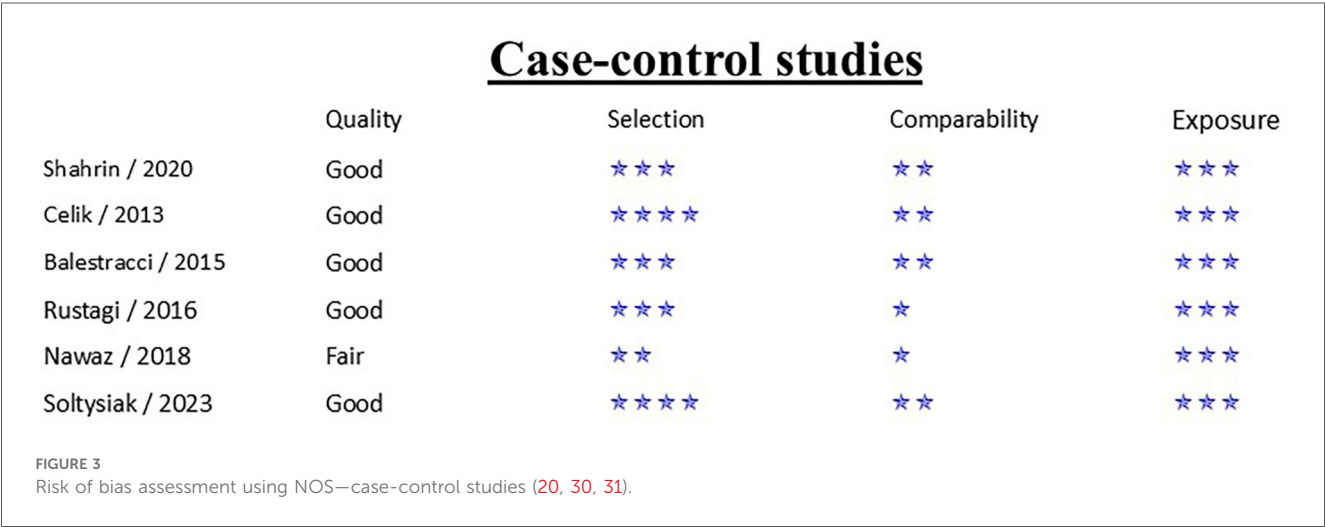 Case-control studies
Quality Selection Comparability Exposure
Shahrin / 2020 Good ★★★ ★★ ★★★
Celik / 2013 Good ★★★★ ★★ ★★★
Balestracci / 2015 Good ★★★ ★★ ★★★
Rustagi / 2016 Good ★★★ ★ ★★★
Nawaz / 2018 Fair ★★ ★ ★★★
Soltysiak / 2023 Good ★★★★ ★★ ★★★
FIGURE 3
Risk of bias assessment using NOS—case-control studies (20, 30, 31).